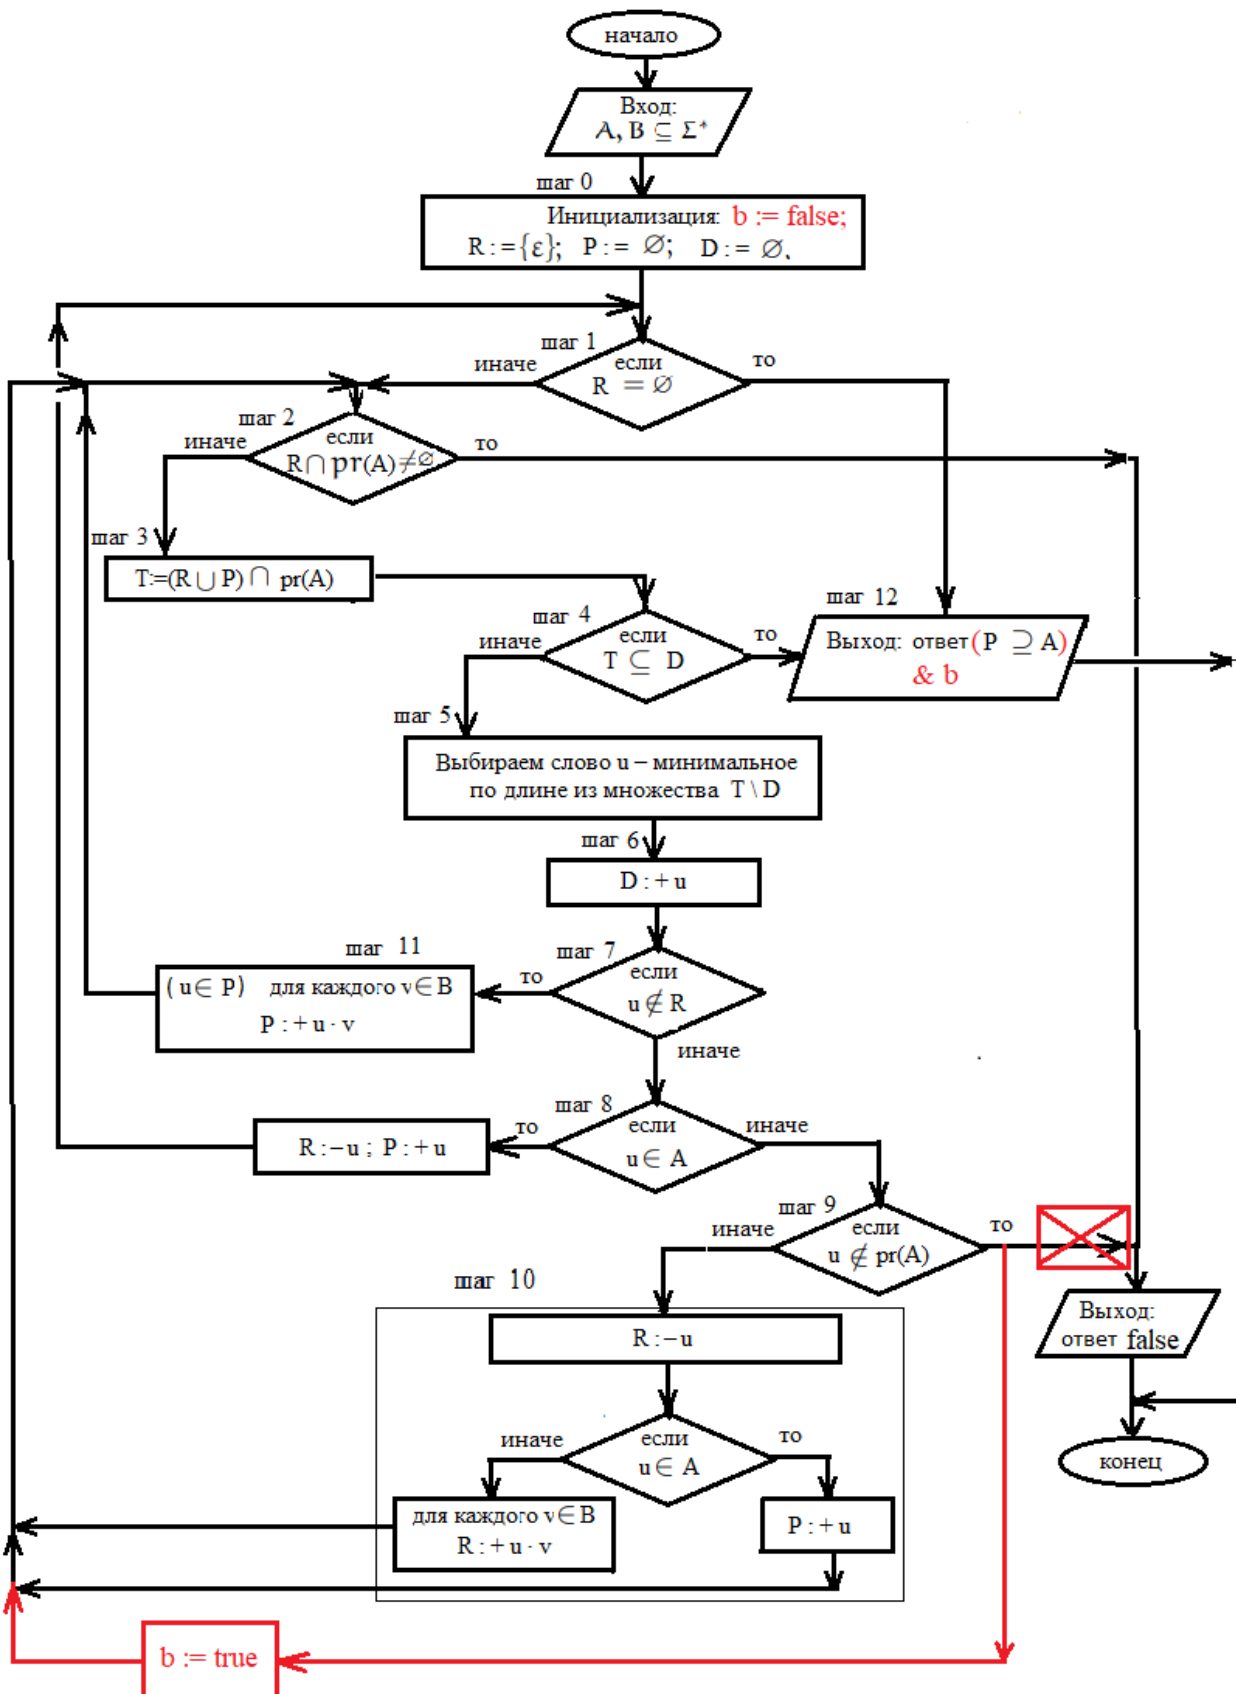 начало
Вход:
A, B ⊆ Σ*
шаг 0
Инициализация: b := false;
R := {ε}; P := ∅; D := ∅.
шаг 1
если
R = ∅
иначе
то
шаг 2
если
R ∩ pr(A) ≠ ∅
иначе
то
шаг 3
T:=(R ∪ P) ∩ pr(A)
шаг 4
если
T ⊆ D
иначе
то
шаг 12
Выход: ответ (P ⊇ A)
& b
шаг 5
Выбираем слово u – минимальное
по длине из множества T \ D
шаг 6
D : + u
шаг 7
если
u ∉ R
то
иначе
шаг 11
( u ∈ P) для каждого v ∈ B
P : + u · v
шаг 8
если
u ∈ A
то
иначе
R : – u ; P : + u
шаг 9
если
u ∉ pr(A)
иначе
то
шаг 10
R : – u
если
u ∈ A
иначе
то
для каждого v ∈ B
R : + u · v
P : + u
Выход:
ответ false
конец
b := true